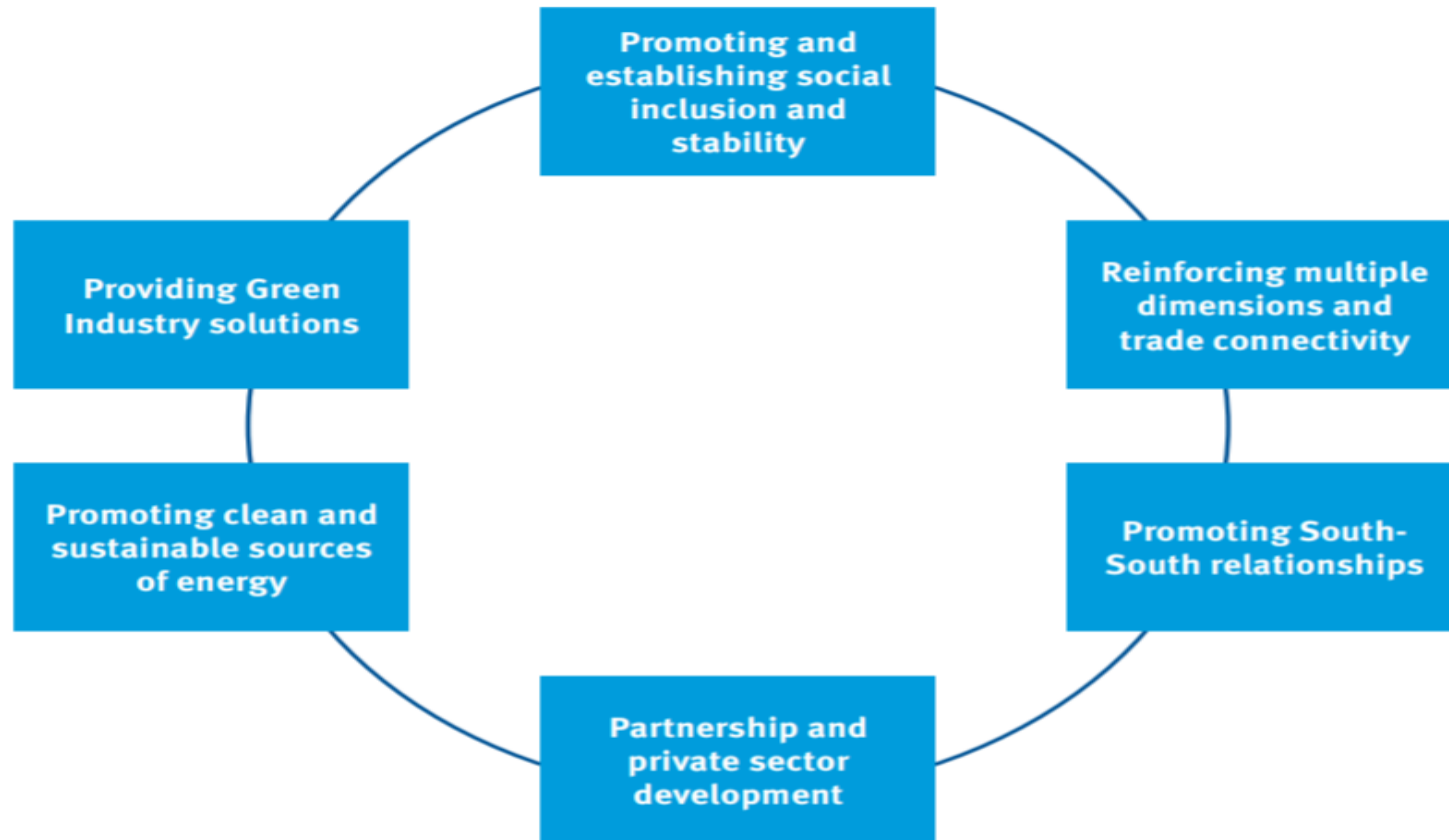 Promoting and
establishing social
inclusion and
stability
Reinforcing multiple
dimensions and
trade connectivity
Promoting South-
South relationships
Partnership and
private sector
development
Promoting clean and
sustainable sources
of energy
Providing Green
Industry solutions